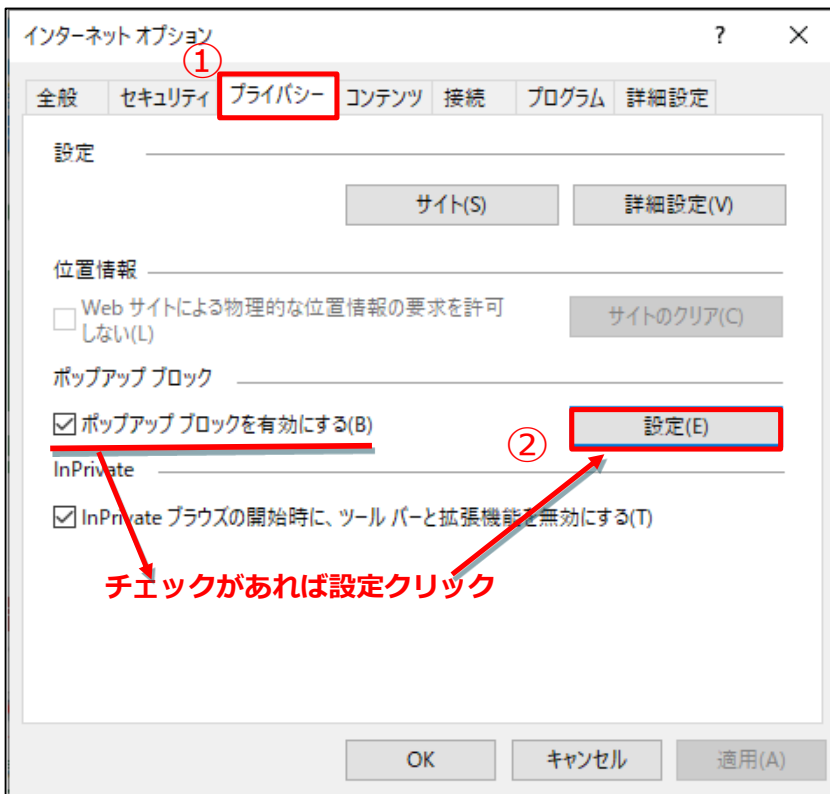 インターネット オプション
?
×
①
全般
セキュリティ
プライバシー
コンテンツ
接続
プログラム
詳細設定
設定
サイト(S)
詳細設定(V)
位置情報
Web サイトによる物理的な位置情報の要求を許可
しない(L)
サイトのクリア(C)
ポップアップ ブロック
ポップアップ ブロックを有効にする(B)
②
設定(E)
InPrivate
InPrivate ブラウズの開始時に、ツール バーと拡張機能を無効にする(T)
チェックがあれば設定クリック
OK
キャンセル
適用(A)